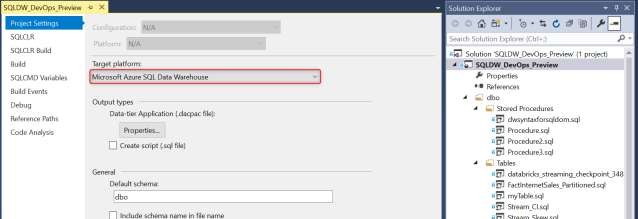 SQLDW_DevOps_Preview
Project Settings
SQLCLR
SQLCLR Build
Build
SQLCMD Variables
Build Events
Debug
Reference Paths
Code Analysis
Configuration: N/A
Platform: N/A
Target platform:
Microsoft Azure SQL Data Warehouse
Output types
Data-tier Application (.dacpac file):
Properties...
Create script (.sql file)
General
Default schema:
dbo
Include schema name in file name
Solution Explorer
Search Solution Explorer (Ctrl+;)
Solution 'SQLDW_DevOps_Preview' (1 project)
SQLDW_DevOps_Preview
Properties
References
dbo
Stored Procedures
dwsyntaxforsqldom.sql
Procedure.sql
Procedure2.sql
Procedure3.sql
Tables
databricks_streaming_checkpoint_348
FactInternetSales_Partitioned.sql
myTable.sql
Stream_CI.sql
Stream_Skew.sql